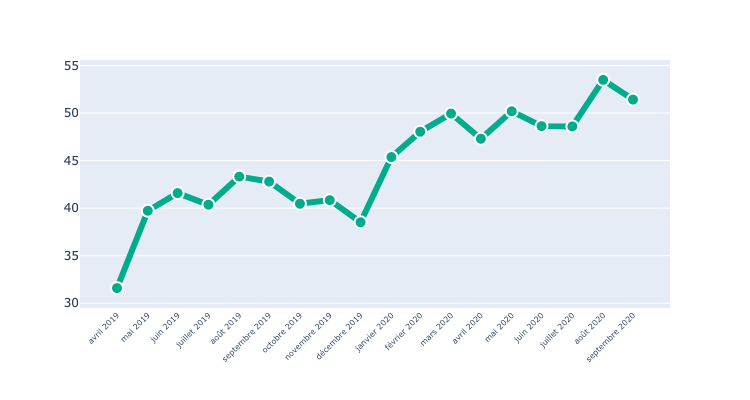 55
50
45
40
35
30
avril 2019
mai 2019
juin 2019
juillet 2019
août 2019
septembre 2019
octobre 2019
novembre 2019
décembre 2019
janvier 2020
février 2020
mars 2020
avril 2020
mai 2020
juin 2020
juillet 2020
août 2020
septembre 2020